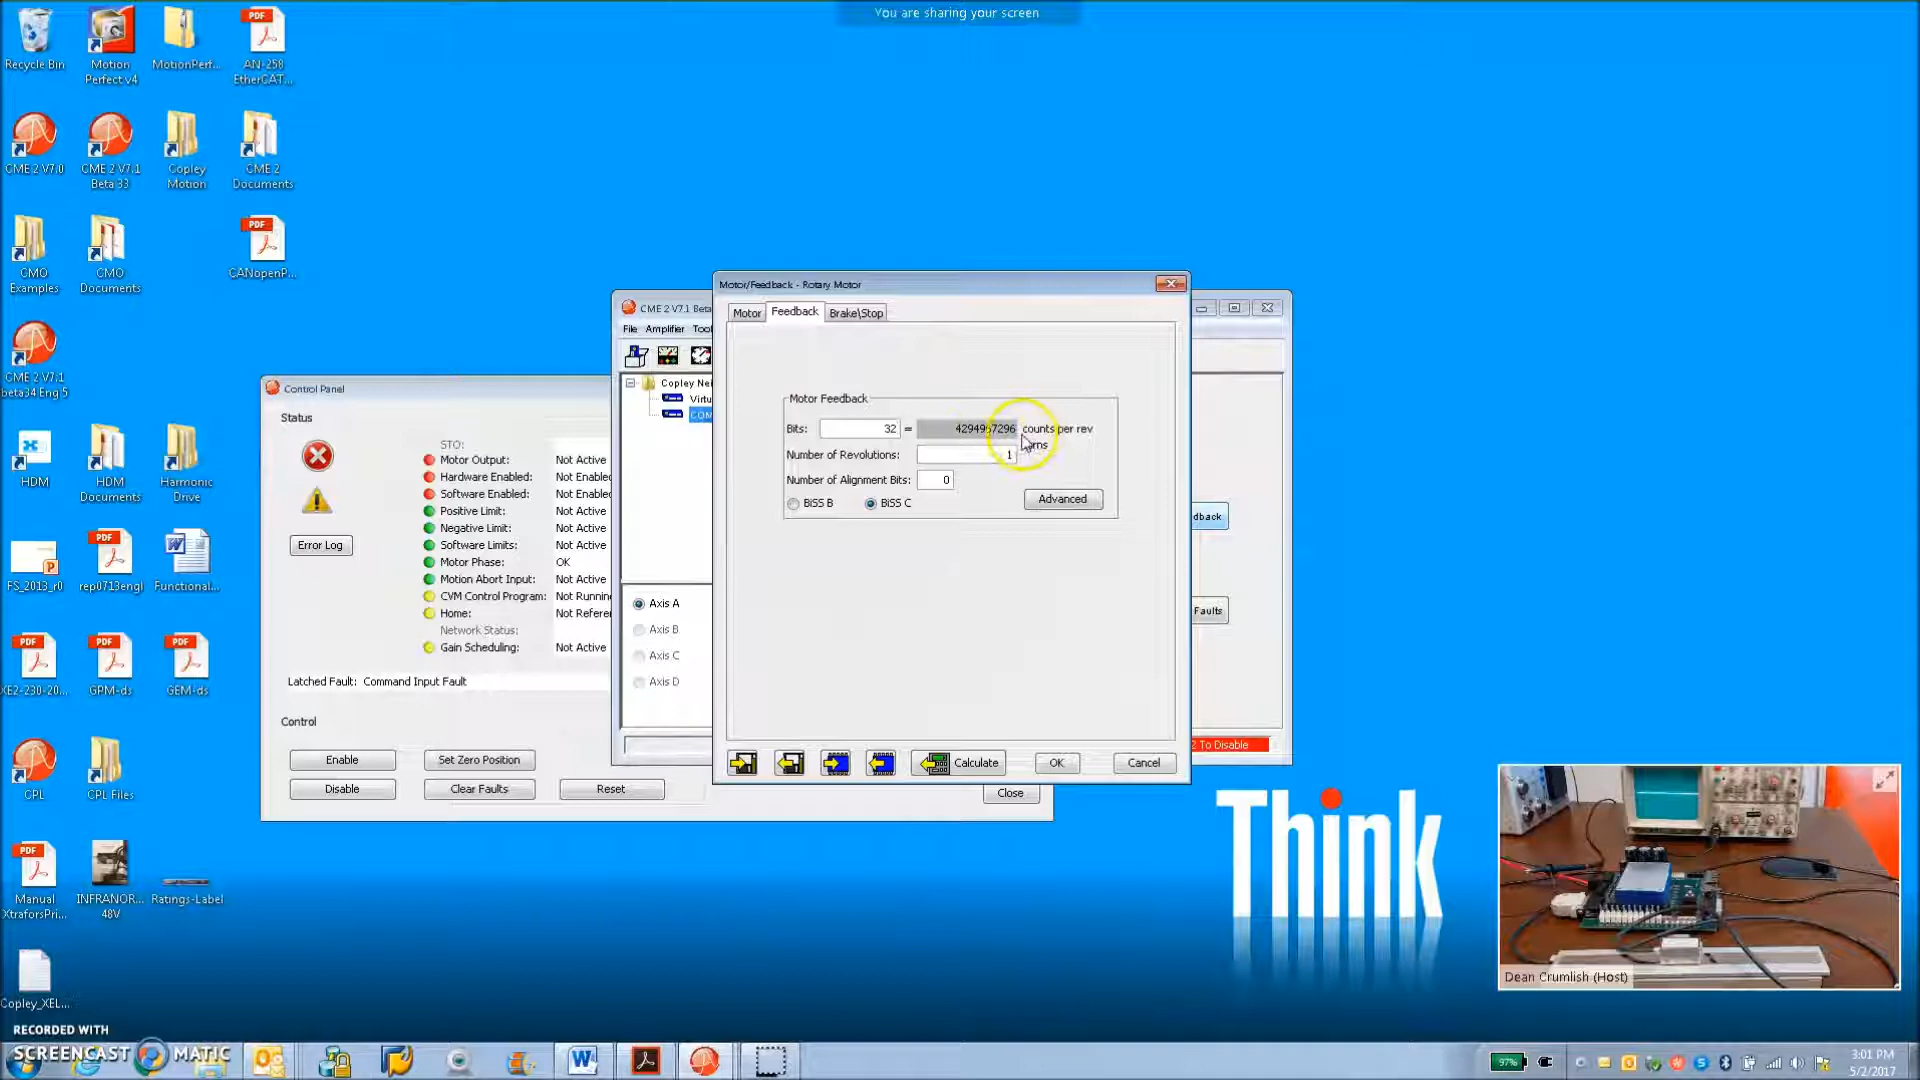 You are sharing your screen
Recycle Bin
Motion Perfect v4
MotionPerf...
AN-258 EtherCAT...
CME 2 V7.0
CME 2 V7.1 Beta 33
Copley Motion
CME 2 Documents
CMO Examples
CMO Documents
CANopenP...
CME 2 V7.1 beta34 Eng 5
HDM
HDM Documents
Harmonic Drive
FS_2013_r0
rep0713engl
Functional...
XE2-230-20...
GPM-ds
GEM-ds
CPL
CPL Files
Manual XtraforsPri...
INFRANOR... 48V
Ratings-Label
Copley_XEL...
Control Panel
Status
STO:
Motor Output: Not Active
Hardware Enabled: Not Enabled
Software Enabled: Not Enabled
Positive Limit: Not Active
Negative Limit: Not Active
Software Limits: Not Active
Motor Phase: OK
Motion Abort Input: Not Active
CVM Control Program: Not Running
Home: Not Refere
Network Status:
Gain Scheduling: Not Active
Error Log
Latched Fault: Command Input Fault
Control
Enable
Set Zero Position
Disable
Clear Faults
Reset
Close
CME 2 V7.1 Beta
File Amplifier Tool
Copley Nei
Virtu
COM
Axis A
Axis B
Axis C
Axis D
dback
Faults
2 To Disable
Motor/Feedback - Rotary Motor
Motor
Feedback
Brake\Stop
Motor Feedback
Bits: 32 = 4294967296 counts per rev
Number of Revolutions: 1
Number of Alignment Bits: 0
BiSS B
BiSS C
Advanced
Calculate
OK
Cancel
Think
Dean Crumlish (Host)
RECORDED WITH
SCREENCAST MATIC
97%
3:01 PM
5/2/2017